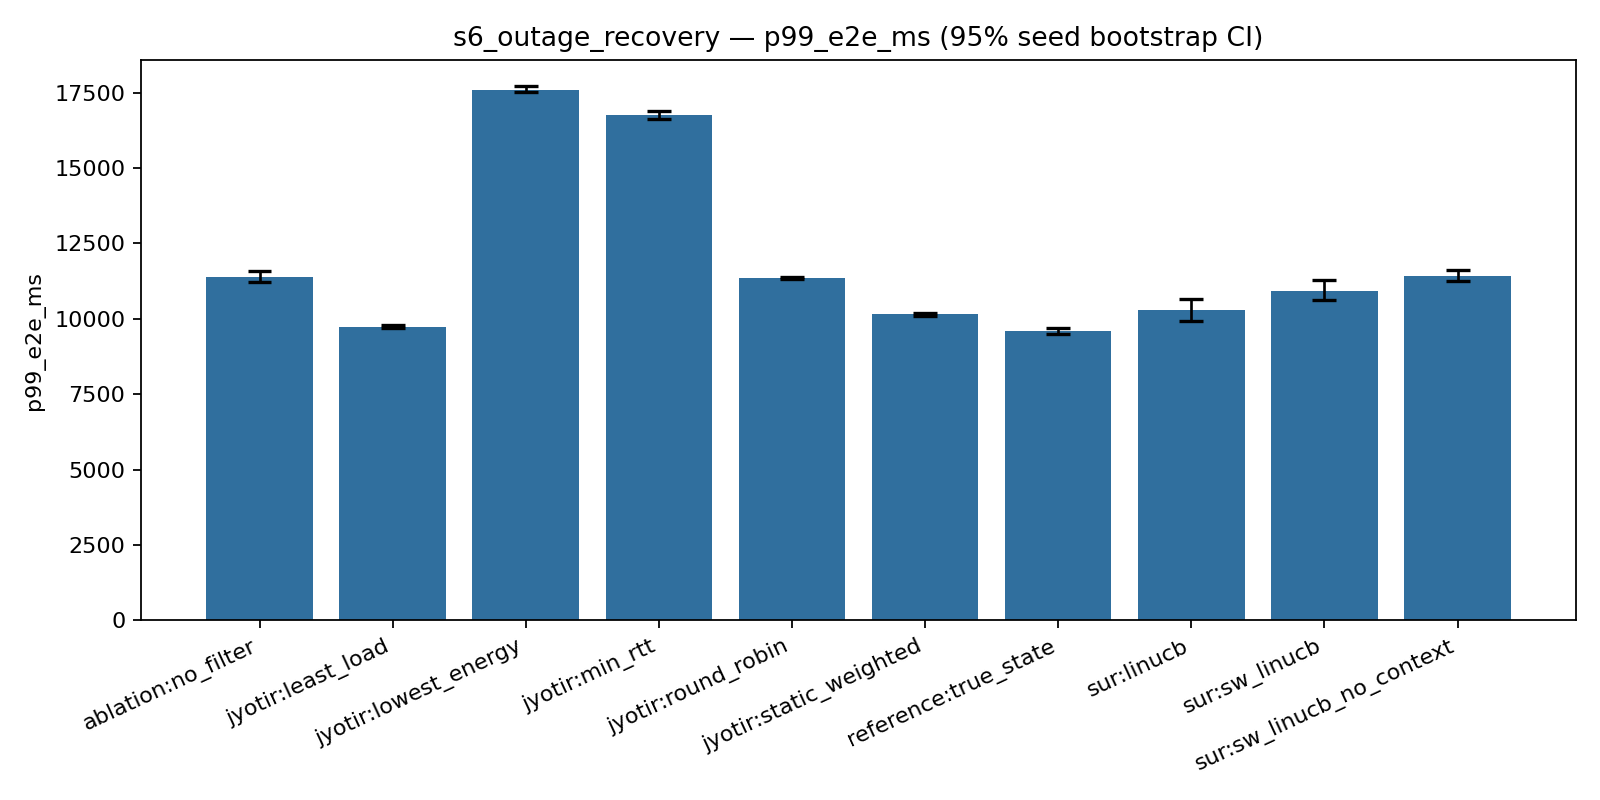 s6_outage_recovery — p99_e2e_ms (95% seed bootstrap CI)
p99_e2e_ms
17500
15000
12500
10000
7500
5000
2500
0
ablation:no_filter
jyotir:least_load
jyotir:lowest_energy
jyotir:min_rtt
jyotir:round_robin
jyotir:static_weighted
reference:true_state
sur:linucb
sur:sw_linucb
sur:sw_linucb_no_context